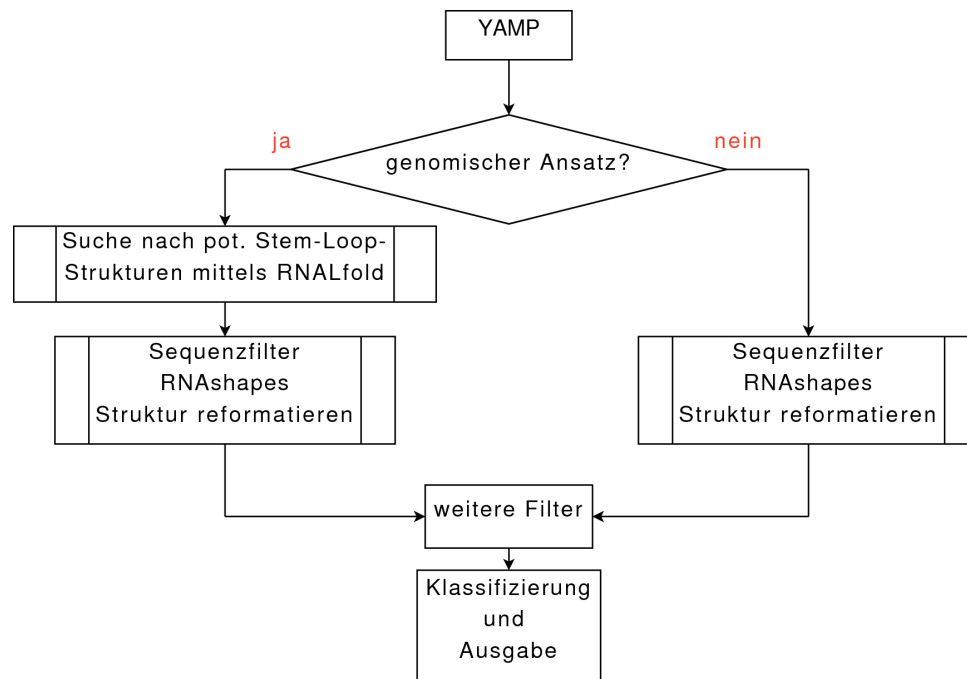 YAMP
ja
nein
genomischer Ansatz?
Suche nach pot. Stem-Loop-
Strukturen mittels RNALfold
Sequenzfilter
RNAshapes
Struktur reformatieren
Sequenzfilter
RNAshapes
Struktur reformatieren
weitere Filter
Klassifizierung
und
Ausgabe